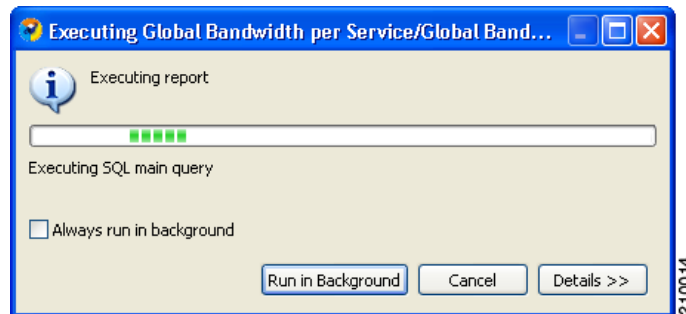 Executing Global Bandwidth per Service/Global Band...
Executing report
Executing SQL main query
Always run in background
Run in Background
Cancel
Details >>
210014